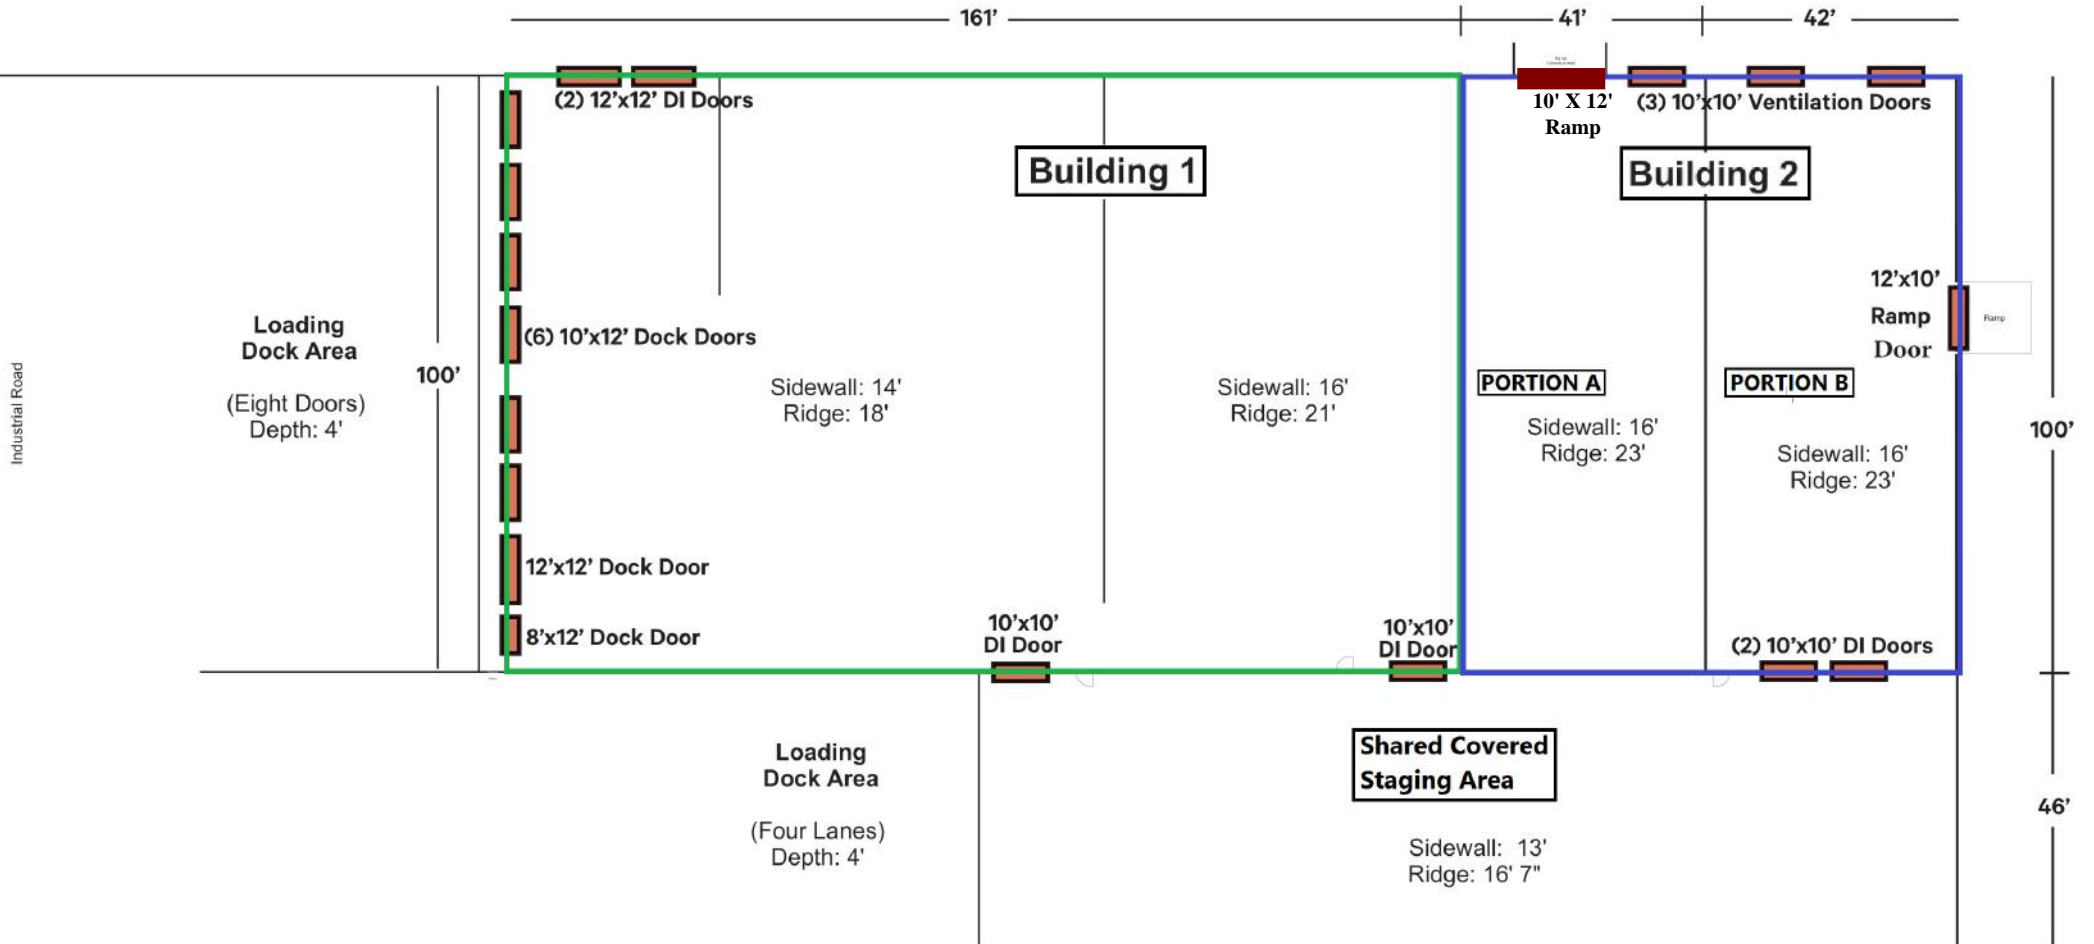 161’
41’
42’
(2) 12’x12’ DI Doors
10' X 12'
Ramp
(3) 10’x10’ Ventilation Doors
Building 1
Building 2
12’x10’
Ramp
Door
Ramp
Loading
Dock Area
(Eight Doors)
Depth: 4'
100’
(6) 10’x12’ Dock Doors
Industrial Road
Sidewall: 14'
Ridge: 18'
Sidewall: 16'
Ridge: 21'
PORTION A
Sidewall: 16'
Ridge: 23'
PORTION B
Sidewall: 16'
Ridge: 23'
100’
12’x12’ Dock Door
8’x12’ Dock Door
10’x10’
DI Door
10’x10’
DI Door
(2) 10’x10’ DI Doors
Loading
Dock Area
(Four Lanes)
Depth: 4'
Shared Covered
Staging Area
Sidewall: 13'
Ridge: 16' 7"
46’